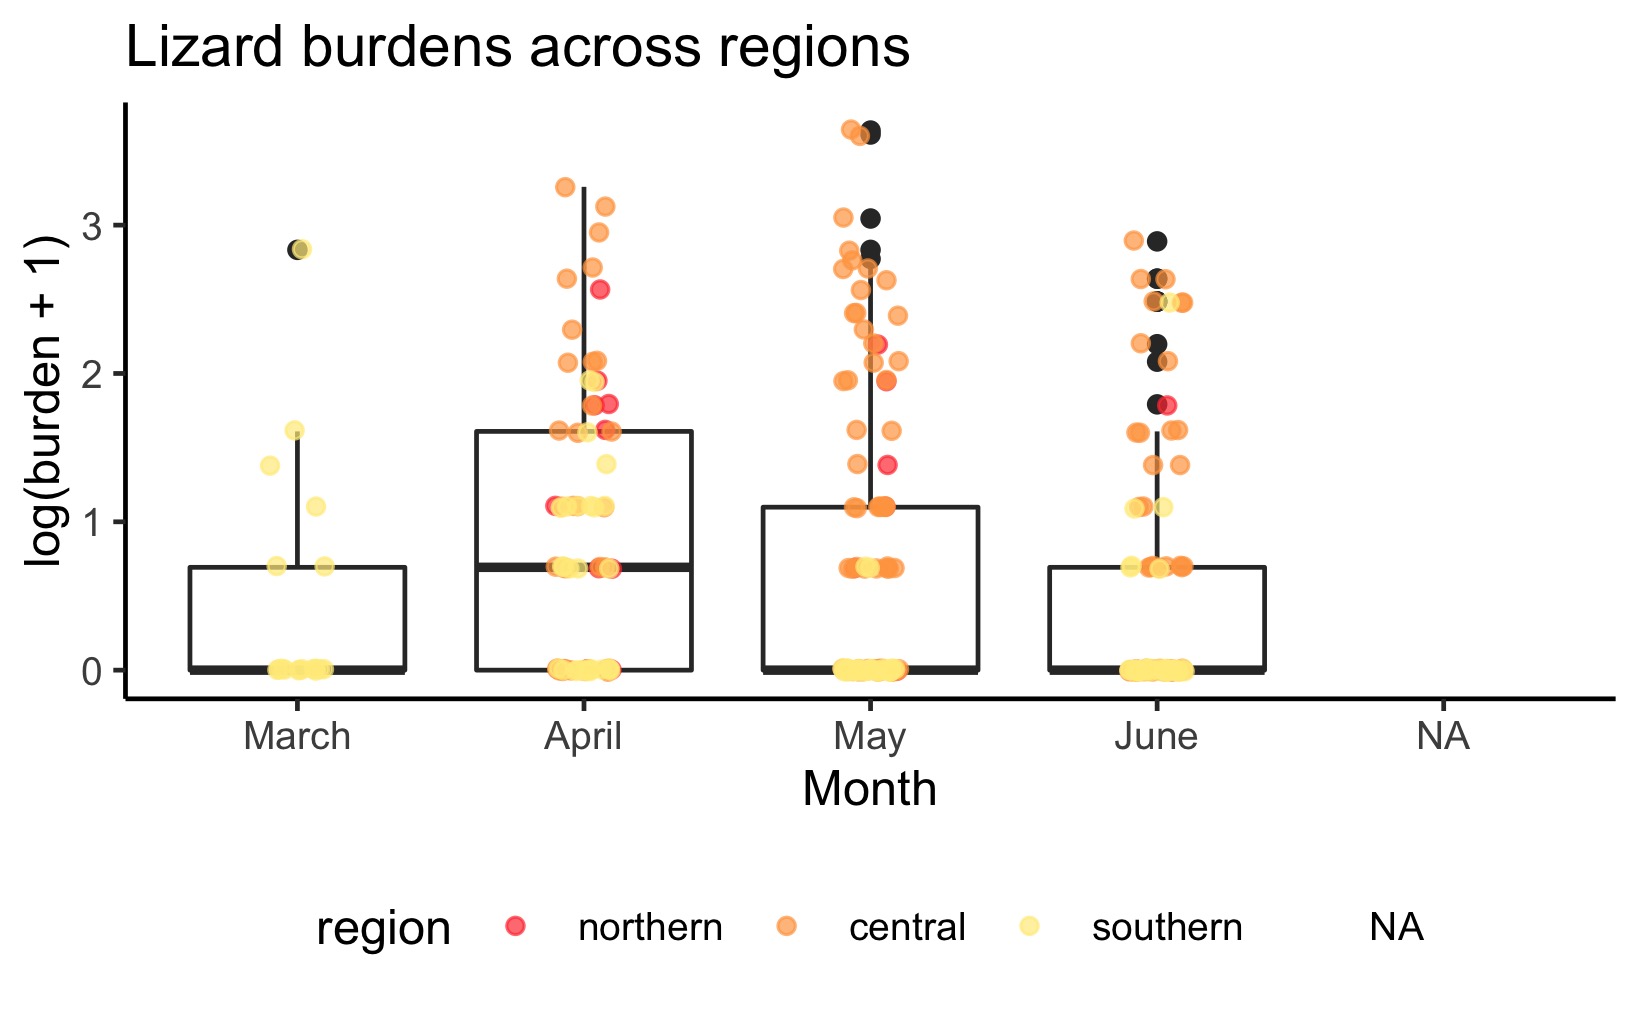 Lizard burdens across regions
log(burden + 1)
3
2
1
0
March April May June NA
Month
region northern central southern NA